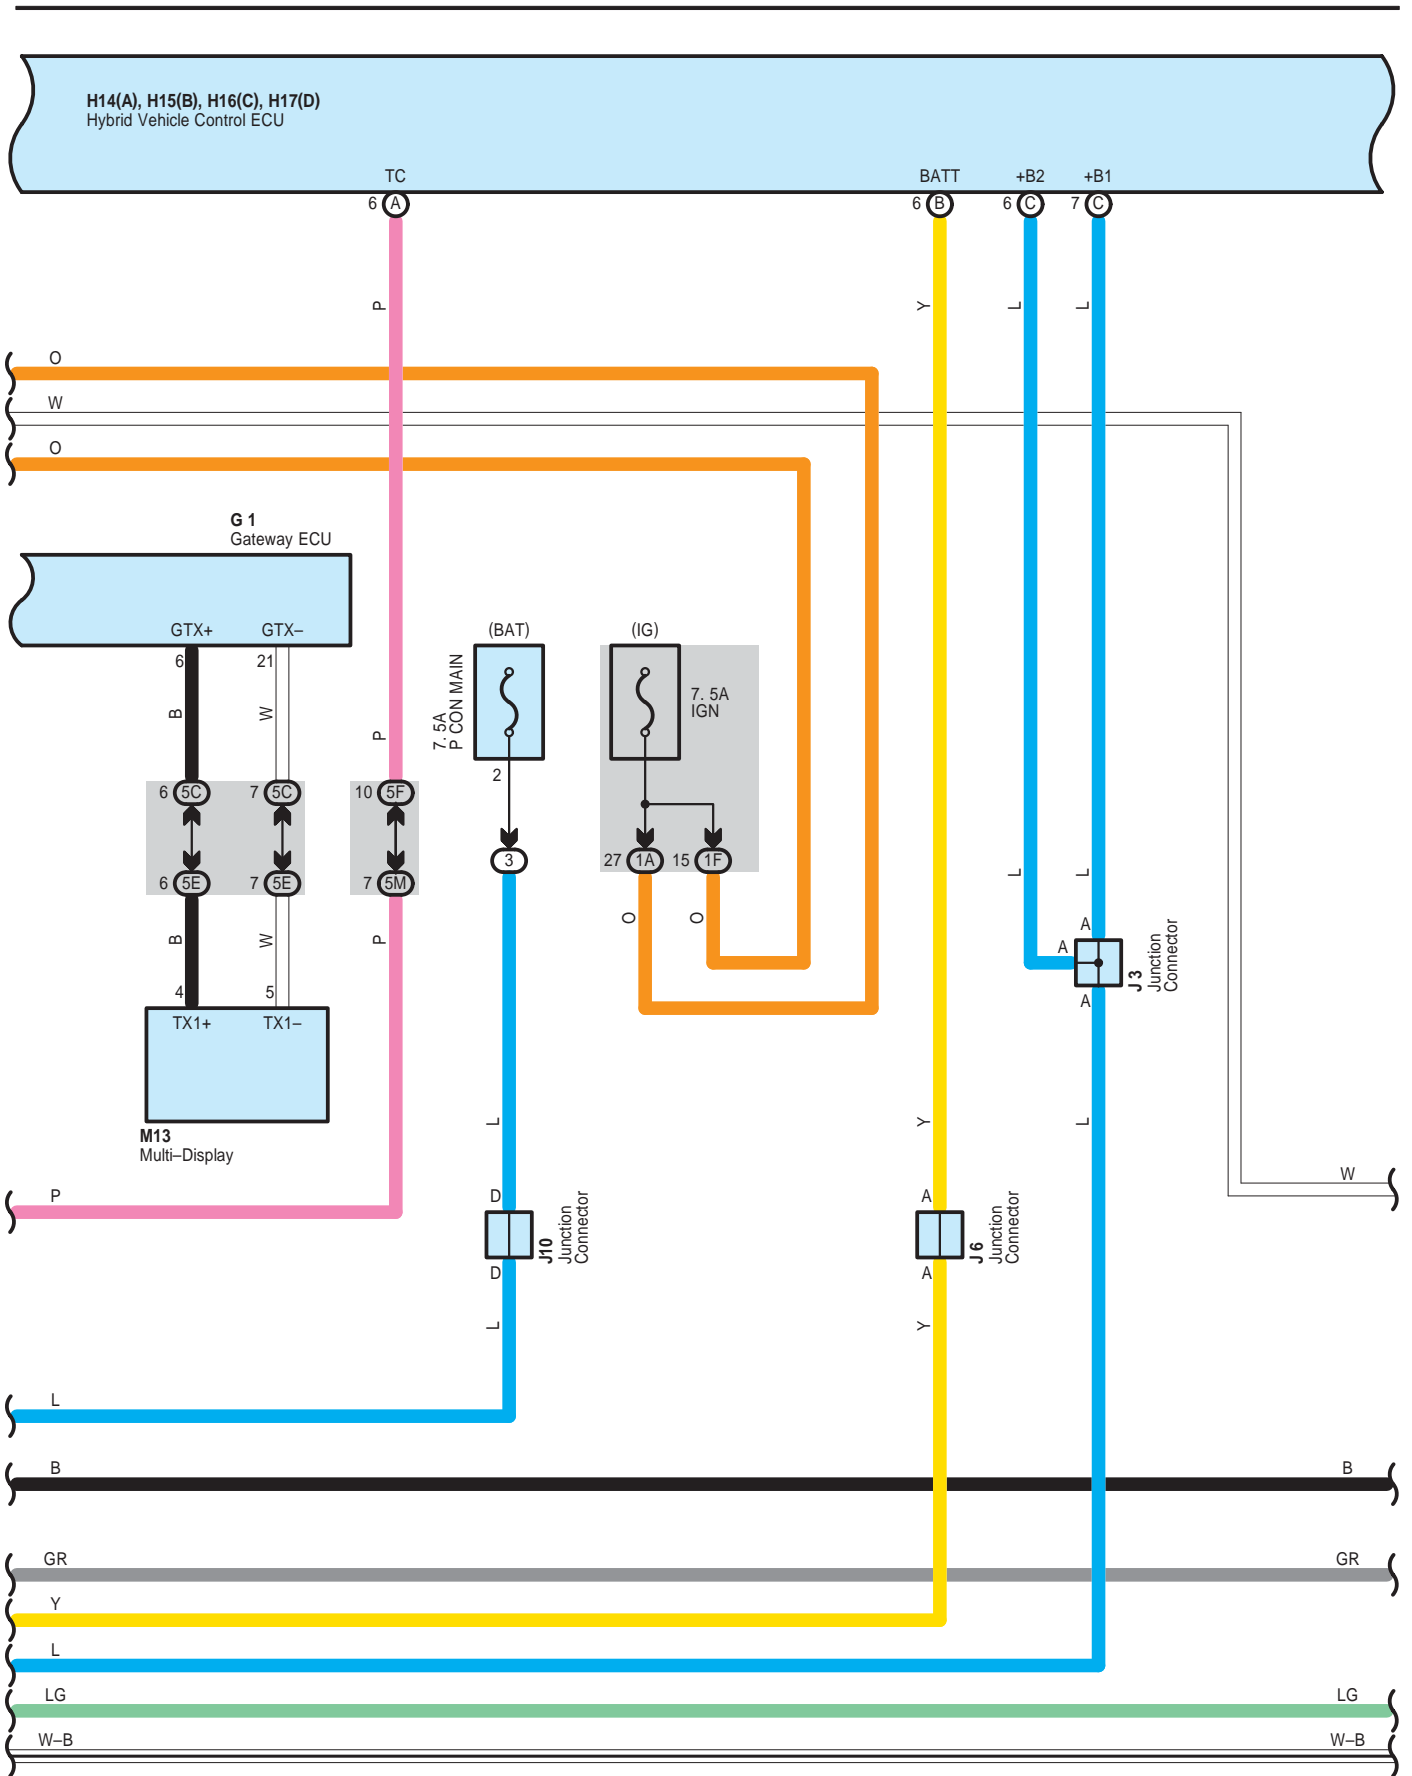 H14(A), H15(B), H16(C), H17(D)
Hybrid Vehicle Control ECU
TC
BATT
+B2
+B1
6 A
6 B
6 C
7 C
P
Y
L
L
O
W
O
G 1
Gateway ECU
GTX+
GTX–
6
21
B
W
P
(BAT)
7. 5A
P CON MAIN
2
3
(IG)
7. 5A
IGN
6 5C
7 5C
10 5F
27 1A
15 1F
6 5E
7 5E
7 5M
B
W
P
O
O
L
L
A
A
A
J 3
Junction
Connector
4
5
TX1+
TX1–
M13
Multi–Display
L
Y
L
P
W
D
D
J10
Junction
Connector
A
A
J 6
Junction
Connector
L
Y
L
B
B
GR
GR
Y
L
LG
LG
W–B
W–B